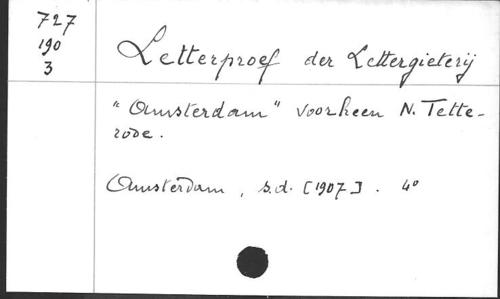 727
190
3
Letterproef der Lettergieterij
"Amsterdam" voorheen N. Tette-
rode.
Amsterdam, s.d. [1907]. 4°